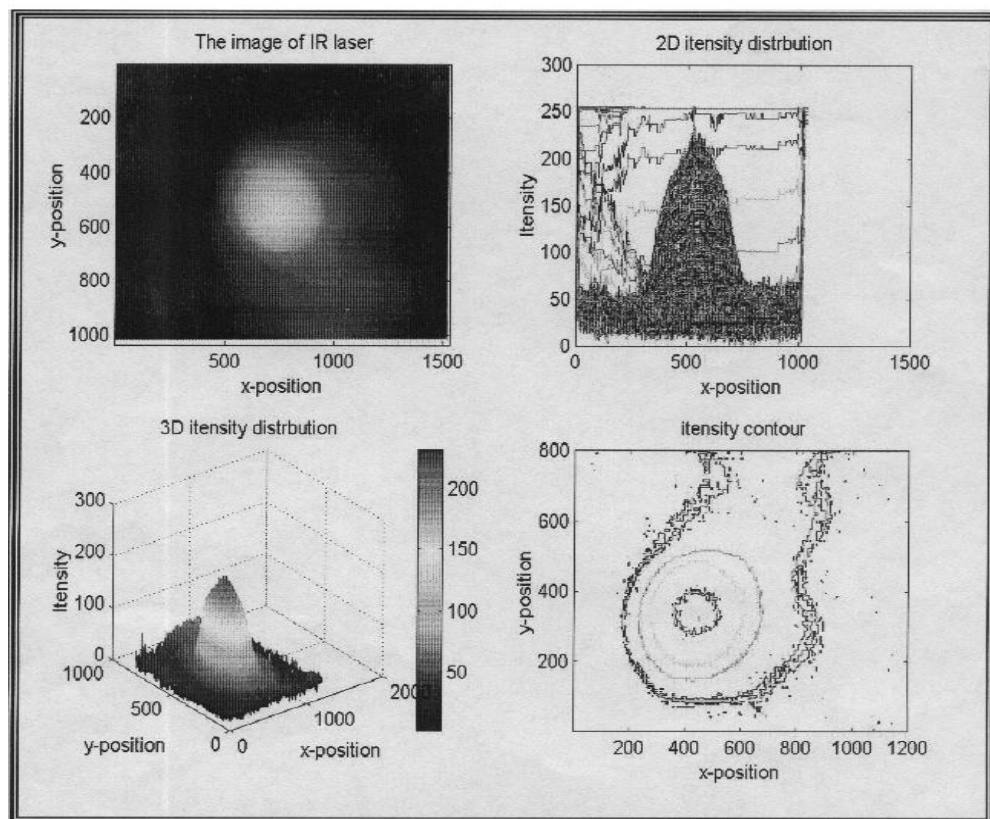 The image of IR laser
200
400
600
800
1000
y-position
500
1000
1500
x-position
2D itensity distrbution
300
250
200
150
100
50
0
Itensity
0
500
1000
1500
x-position
3D itensity distrbution
300
200
100
0
Itensity
1000
500
0
y-position
0
1000
2000
x-position
200
150
100
50
itensity contour
800
600
400
200
y-position
200 400 600 800 1000 1200
x-position